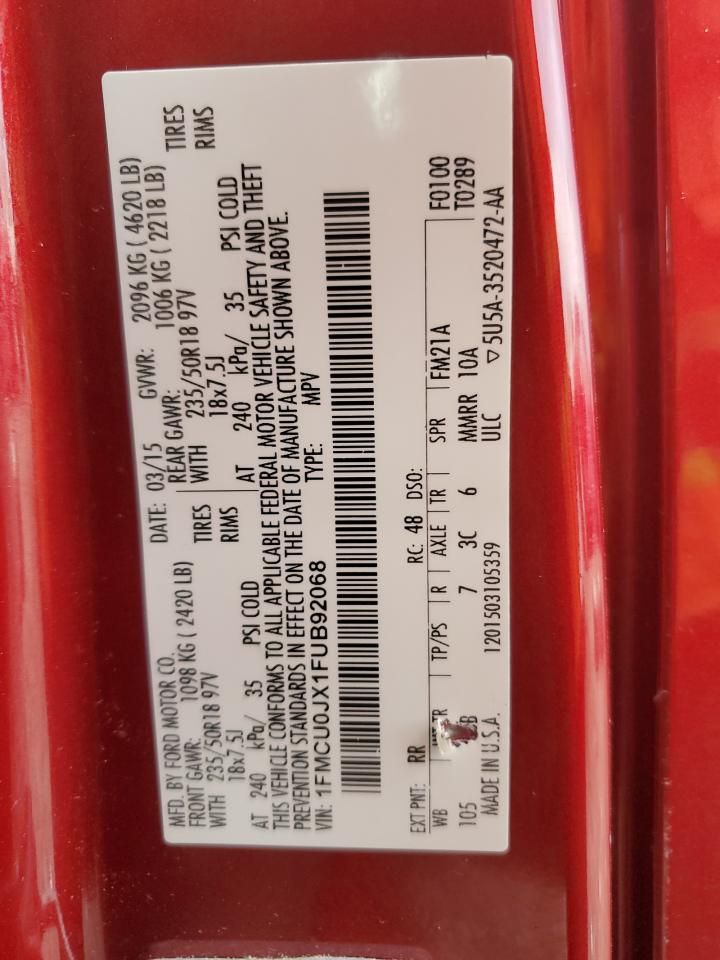 MFD. BY FORD MOTOR CO. DATE: 03/15 GVWR: 2096 KG ( 4620 LB)
FRONT GAWR: 1098 KG ( 2420 LB) REAR GAWR: 1006 KG ( 2218 LB)
WITH 235/50R18 97V TIRES WITH 235/50R18 97V TIRES
18x7.5J RIMS 18x7.5J RIMS
AT 240 kPa/ 35 PSI COLD AT 240 kPa/ 35 PSI COLD
THIS VEHICLE CONFORMS TO ALL APPLICABLE FEDERAL MOTOR VEHICLE SAFETY AND THEFT
PREVENTION STANDARDS IN EFFECT ON THE DATE OF MANUFACTURE SHOWN ABOVE.
VIN: 1FMCU0JX1FUB92068 TYPE: MPV
EXT PNT: RR RC: 48 DSO: F0100
WB TR TP/PS R AXLE TR SPR FM21A T0289
105 B 7 3C 6 MMRR 10A
MADE IN U.S.A. 1201503105359 ULC ▽5U5A-3520472-AA